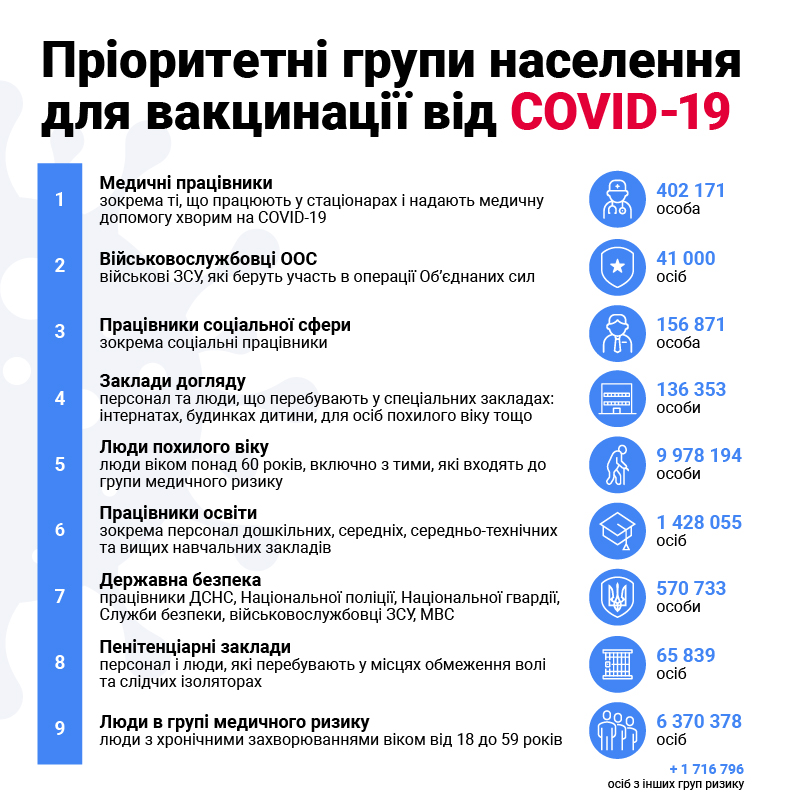 Пріоритетні групи населення
для вакцинації від COVID-19
1
Медичні працівники
зокрема ті, що працюють у стаціонарах і надають медичну
допомогу хворим на COVID-19
402 171
особа
2
Військовослужбовці ООС
військові ЗСУ, які беруть участь в операції Об’єднаних сил
41 000
осіб
3
Працівники соціальної сфери
зокрема соціальні працівники
156 871
особа
4
Заклади догляду
персонал та люди, що перебувають у спеціальних закладах:
інтернатах, будинках дитини, для осіб похилого віку тощо
136 353
особи
5
Люди похилого віку
люди віком понад 60 років, включно з тими, які входять до
групи медичного ризику
9 978 194
особи
6
Працівники освіти
зокрема персонал дошкільних, середніх, середньо-технічних
та вищих навчальних закладів
1 428 055
осіб
7
Державна безпека
працівники ДСНС, Національної поліції, Національної гвардії,
Служби безпеки, військовослужбовці ЗСУ, МВС
570 733
особи
8
Пенітенціарні заклади
персонал і люди, які перебувають у місцях обмеження волі
та слідчих ізоляторах
65 839
осіб
9
Люди в групі медичного ризику
люди з хронічними захворюваннями віком від 18 до 59 років
6 370 378
осіб
+ 1 716 796
осіб з інших груп ризику